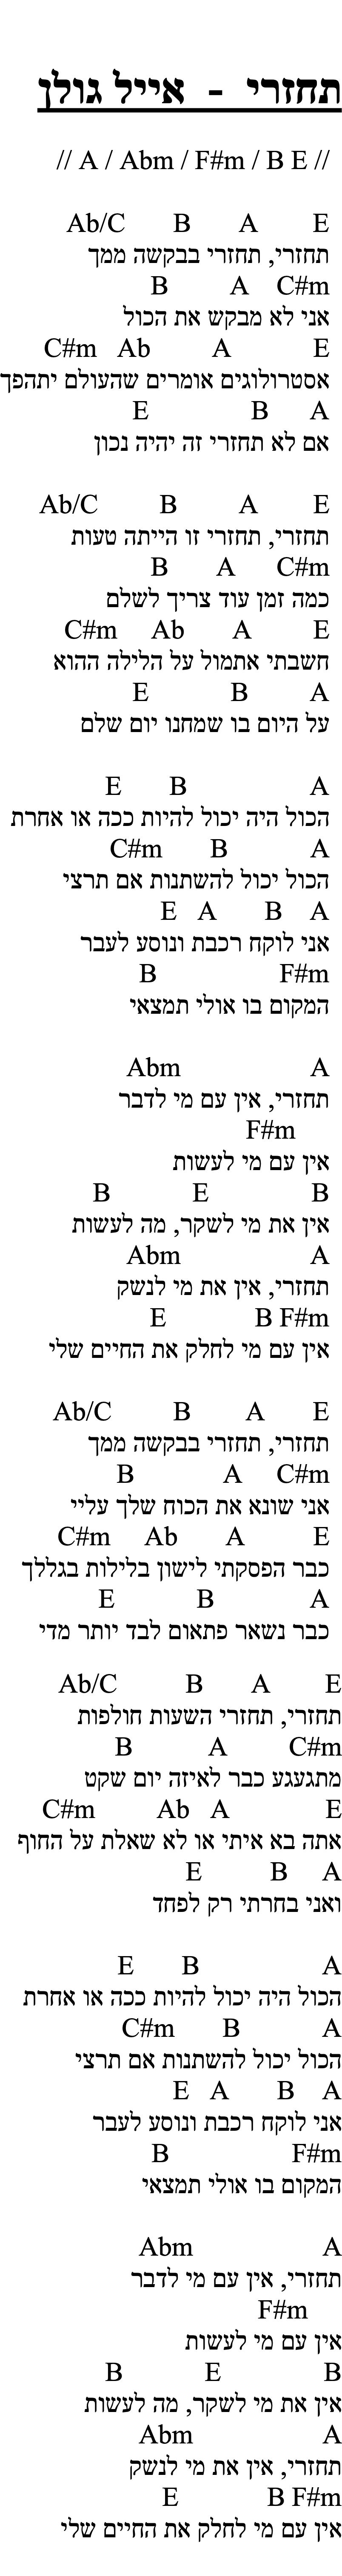 תחזרי - אייל גולן
// A / Abm / F#m / B E //
Ab/C B A E
תחזרי, תחזרי בבקשה ממך
B A C#m
אני לא מבקש את הכול
C#m Ab A E
אסטרולוגים אומרים שהעולם יתהפך
E B A
אם לא תחזרי זה יהיה נכון
Ab/C B A E
תחזרי, תחזרי זו הייתה טעות
B A C#m
כמה זמן עוד צריך לשלם
C#m Ab A E
חשבתי אתמול על הלילה ההוא
E B A
על היום בו שמחנו יום שלם
E B A
הכול היה יכול להיות ככה או אחרת
C#m B A
הכול יכול להשתנות אם תרצי
E A B A
אני לוקח רכבת ונוסע לעבר
B F#m
המקום בו אולי תמצאי
Abm A
תחזרי, אין עם מי לדבר
F#m
אין עם מי לעשות
B E B
אין את מי לשקר, מה לעשות
Abm A
תחזרי, אין את מי לנשק
E B F#m
אין עם מי לחלק את החיים שלי
Ab/C B A E
תחזרי, תחזרי בבקשה ממך
B A C#m
אני שונא את הכוח שלך עליי
C#m Ab A E
כבר הפסקתי לישון בלילות בגללך
E B A
כבר נשאר פתאום לבד יותר מדי
Ab/C B A E
תחזרי, תחזרי השעות חולפות
B A C#m
מתגעגע כבר לאיזה יום שקט
C#m Ab A E
אתה בא איתי או לא שאלת על החוף
E B A
ואני בחרתי רק לפחד
E B A
הכול היה יכול להיות ככה או אחרת
C#m B A
הכול יכול להשתנות אם תרצי
E A B A
אני לוקח רכבת ונוסע לעבר
B F#m
המקום בו אולי תמצאי
Abm A
תחזרי, אין עם מי לדבר
F#m
אין עם מי לעשות
B E B
אין את מי לשקר, מה לעשות
Abm A
תחזרי, אין את מי לנשק
E B F#m
אין עם מי לחלק את החיים שלי